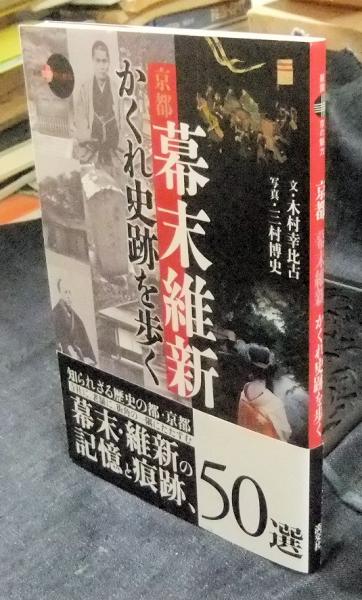 京都
幕末維新
かくれ史跡を歩く
文・木村幸比古
写真・三村博史
知られざる歴史の都・京都
幕末・維新の
記憶と痕跡、
50選
京都 幕末維新 かくれ史跡を歩く
淡交社